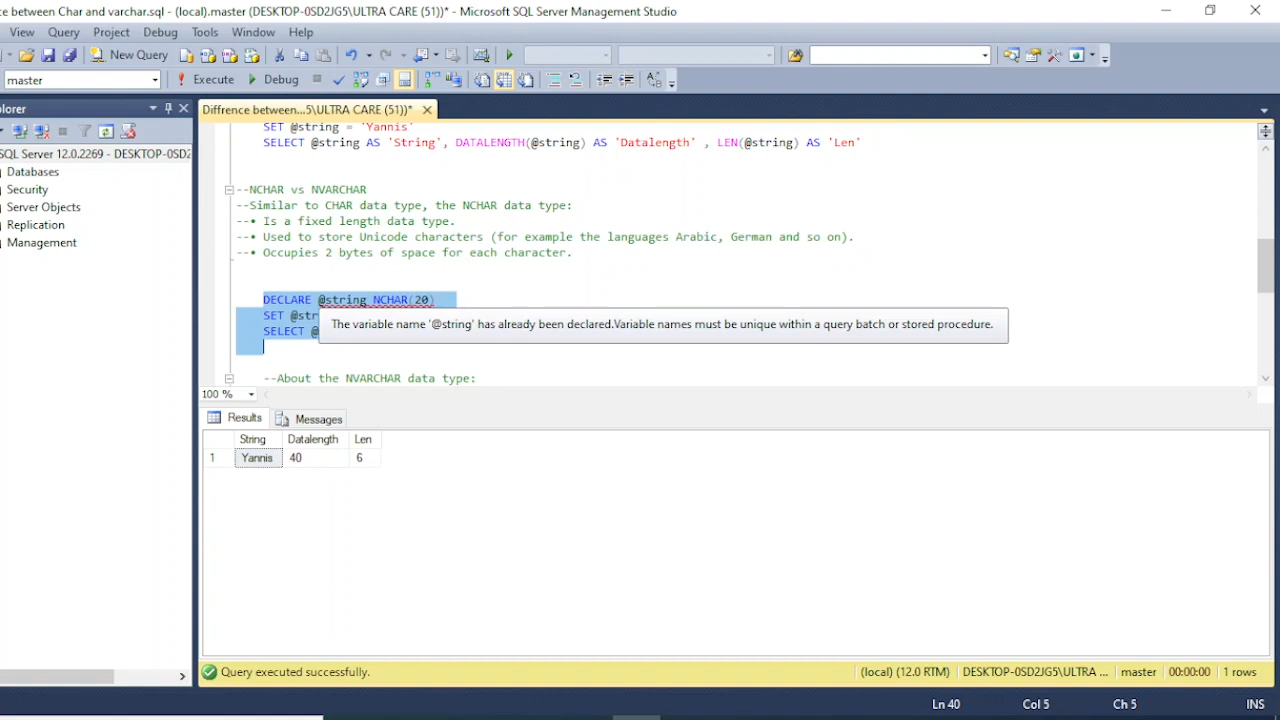 ce between Char and varchar.sql - (local).master (DESKTOP-0SD2JG5\ULTRA CARE (51))* - Microsoft SQL Server Management Studio
View Query Project Debug Tools Window Help
New Query
master Execute Debug
plorer
Diffrence between...5\ULTRA CARE (51))*
SQL Server 12.0.2269 - DESKTOP-0SD2
Databases
Security
Server Objects
Replication
Management
SET @string = 'Yannis'
SELECT @string AS 'String', DATALENGTH(@string) AS 'Datalength' , LEN(@string) AS 'Len'
--NCHAR vs NVARCHAR
--Similar to CHAR data type, the NCHAR data type:
--• Is a fixed length data type.
--• Used to store Unicode characters (for example the languages Arabic, German and so on).
--• Occupies 2 bytes of space for each character.
DECLARE @string NCHAR(20)
SET @str
SELECT @
The variable name '@string' has already been declared.Variable names must be unique within a query batch or stored procedure.
--About the NVARCHAR data type:
100 %
Results Messages
String Datalength Len
1 Yannis 40 6
Query executed successfully.
(local) (12.0 RTM) DESKTOP-0SD2JG5\ULTRA ... master 00:00:00 1 rows
Ln 40 Col 5 Ch 5 INS